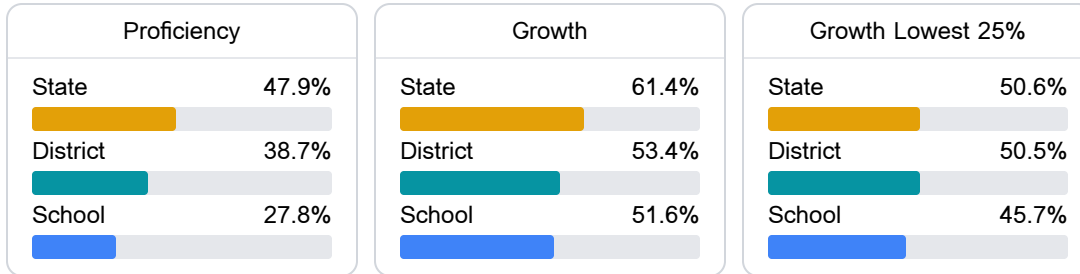 Proficiency
State 47.9%
District 38.7%
School 27.8%
Growth
State 61.4%
District 53.4%
School 51.6%
Growth Lowest 25%
State 50.6%
District 50.5%
School 45.7%